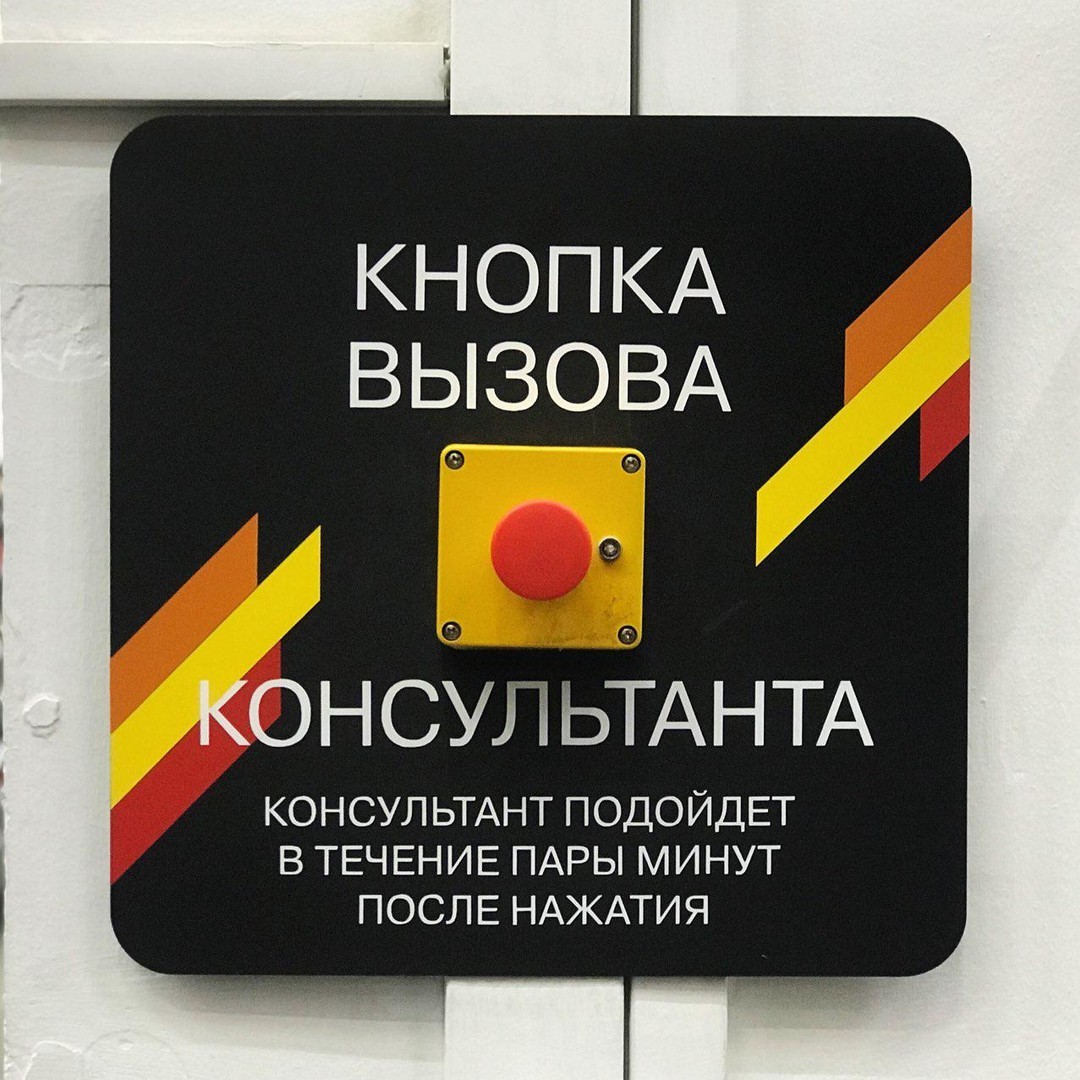 КНОПКА
ВЫЗОВА
КОНСУЛЬТАНТА
КОНСУЛЬТАНТ ПОДОЙДЕТ
В ТЕЧЕНИЕ ПАРЫ МИНУТ
ПОСЛЕ НАЖАТИЯ